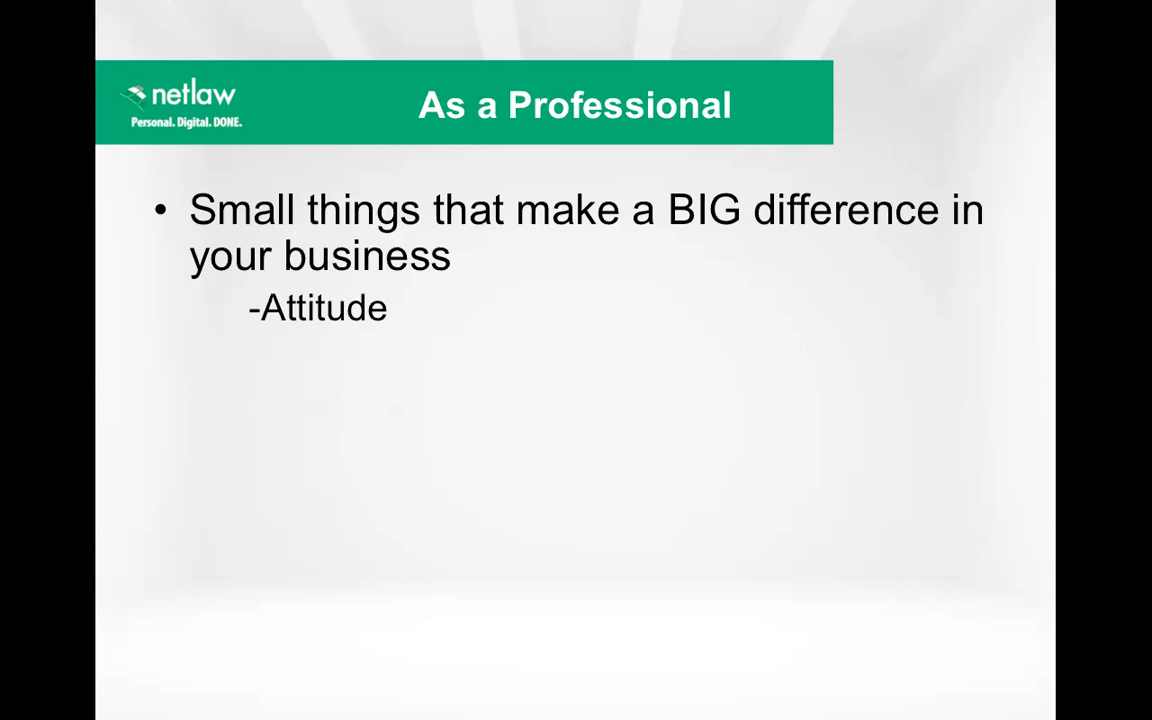 netlaw
Personal. Digital. DONE.
As a Professional
• Small things that make a BIG difference in
your business
-Attitude